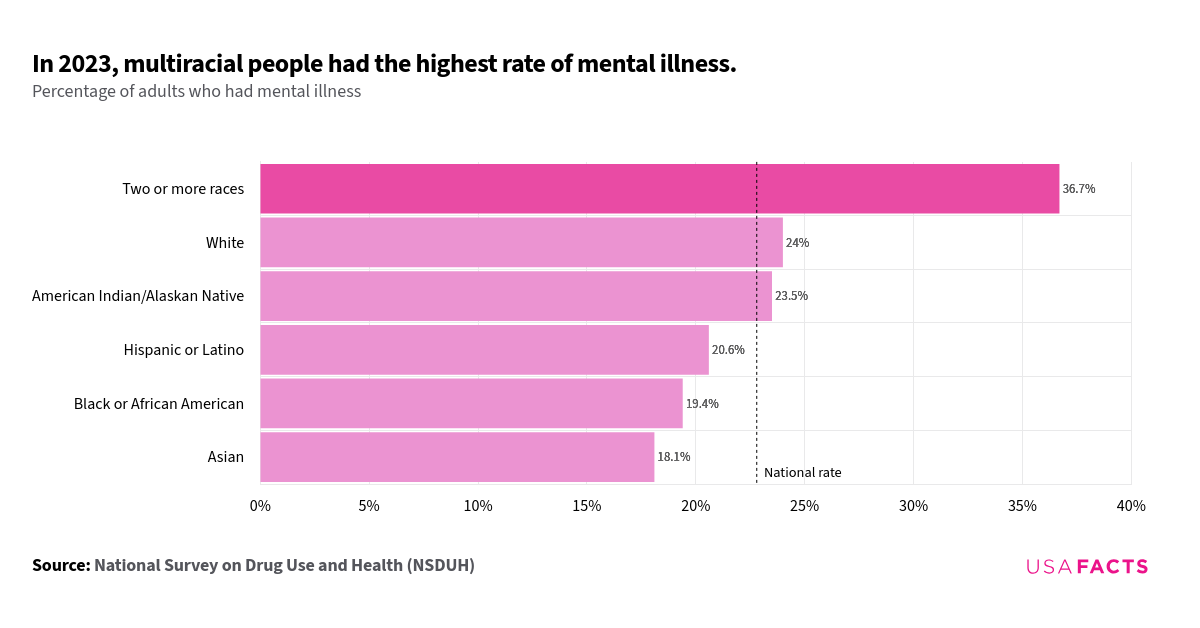 In 2023, multiracial people had the highest rate of mental illness.
Percentage of adults who had mental illness
Two or more races 36.7%
White 24%
American Indian/Alaskan Native 23.5%
Hispanic or Latino 20.6%
Black or African American 19.4%
Asian 18.1%
National rate
0% 5% 10% 15% 20% 25% 30% 35% 40%
Source: National Survey on Drug Use and Health (NSDUH)
USAFACTS